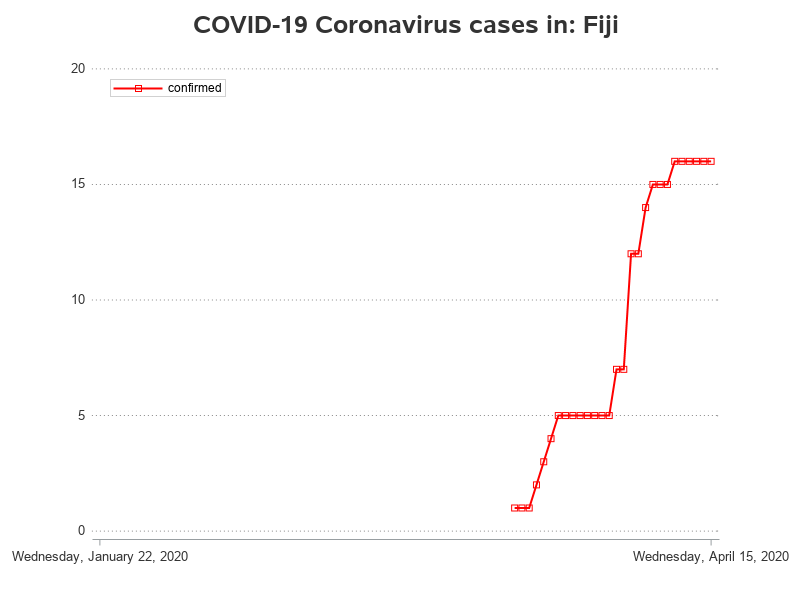 COVID-19 Coronavirus cases in: Fiji
20
confirmed
15
10
5
0
Wednesday, January 22, 2020 Wednesday, April 15, 2020